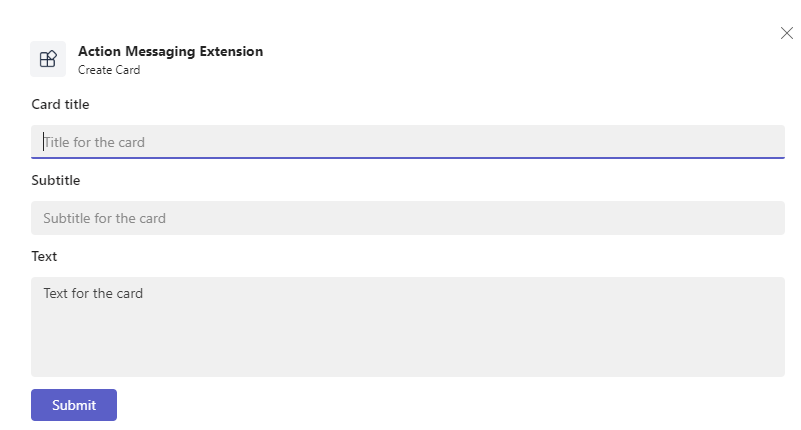 Action Messaging Extension
Create Card
Card title
Title for the card
Subtitle
Subtitle for the card
Text
Text for the card
Submit